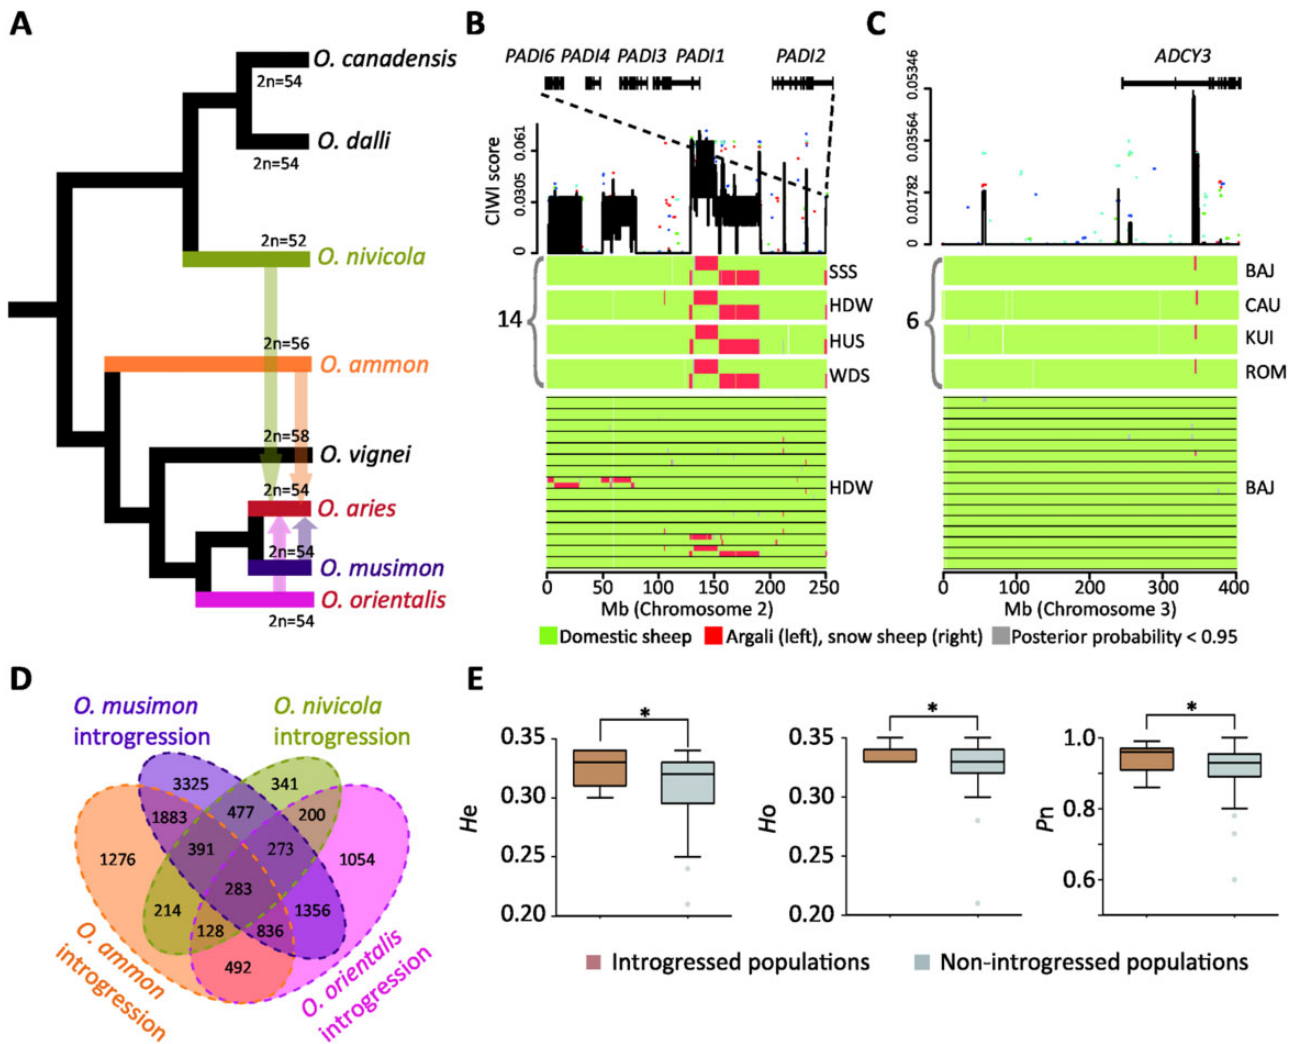 A
O. canadensis
2n=54
O. dalli
2n=54
2n=52
O. nivicola
2n=56
O. ammon
2n=58
O. vignei
2n=54
O. aries
2n=54
O. musimon
O. orientalis
2n=54
B
PADI6 PADI4 PADI3 PADI1 PADI2
CIWI score
0.061
0.0305
0
14
SSS
HDW
HUS
WDS
HDW
0 50 100 150 200 250
Mb (Chromosome 2)
C
ADCY3
0.05346
0.03564
0.01782
0
6
BAJ
CAU
KUI
ROM
BAJ
0 100 200 300 400
Mb (Chromosome 3)
Domestic sheep Argali (left), snow sheep (right) Posterior probability < 0.95
D
O. musimon
introgression
O. nivicola
introgression
3325
341
1883
477
200
1276
391
273
1054
283
214
1356
128
836
492
O. ammon
introgression
O. orientalis
introgression
E
*
He
0.35
0.30
0.25
0.20
*
Ho
0.35
0.30
0.25
0.20
*
Pn
1.0
0.8
0.6
Introgressed populations Non-introgressed populations